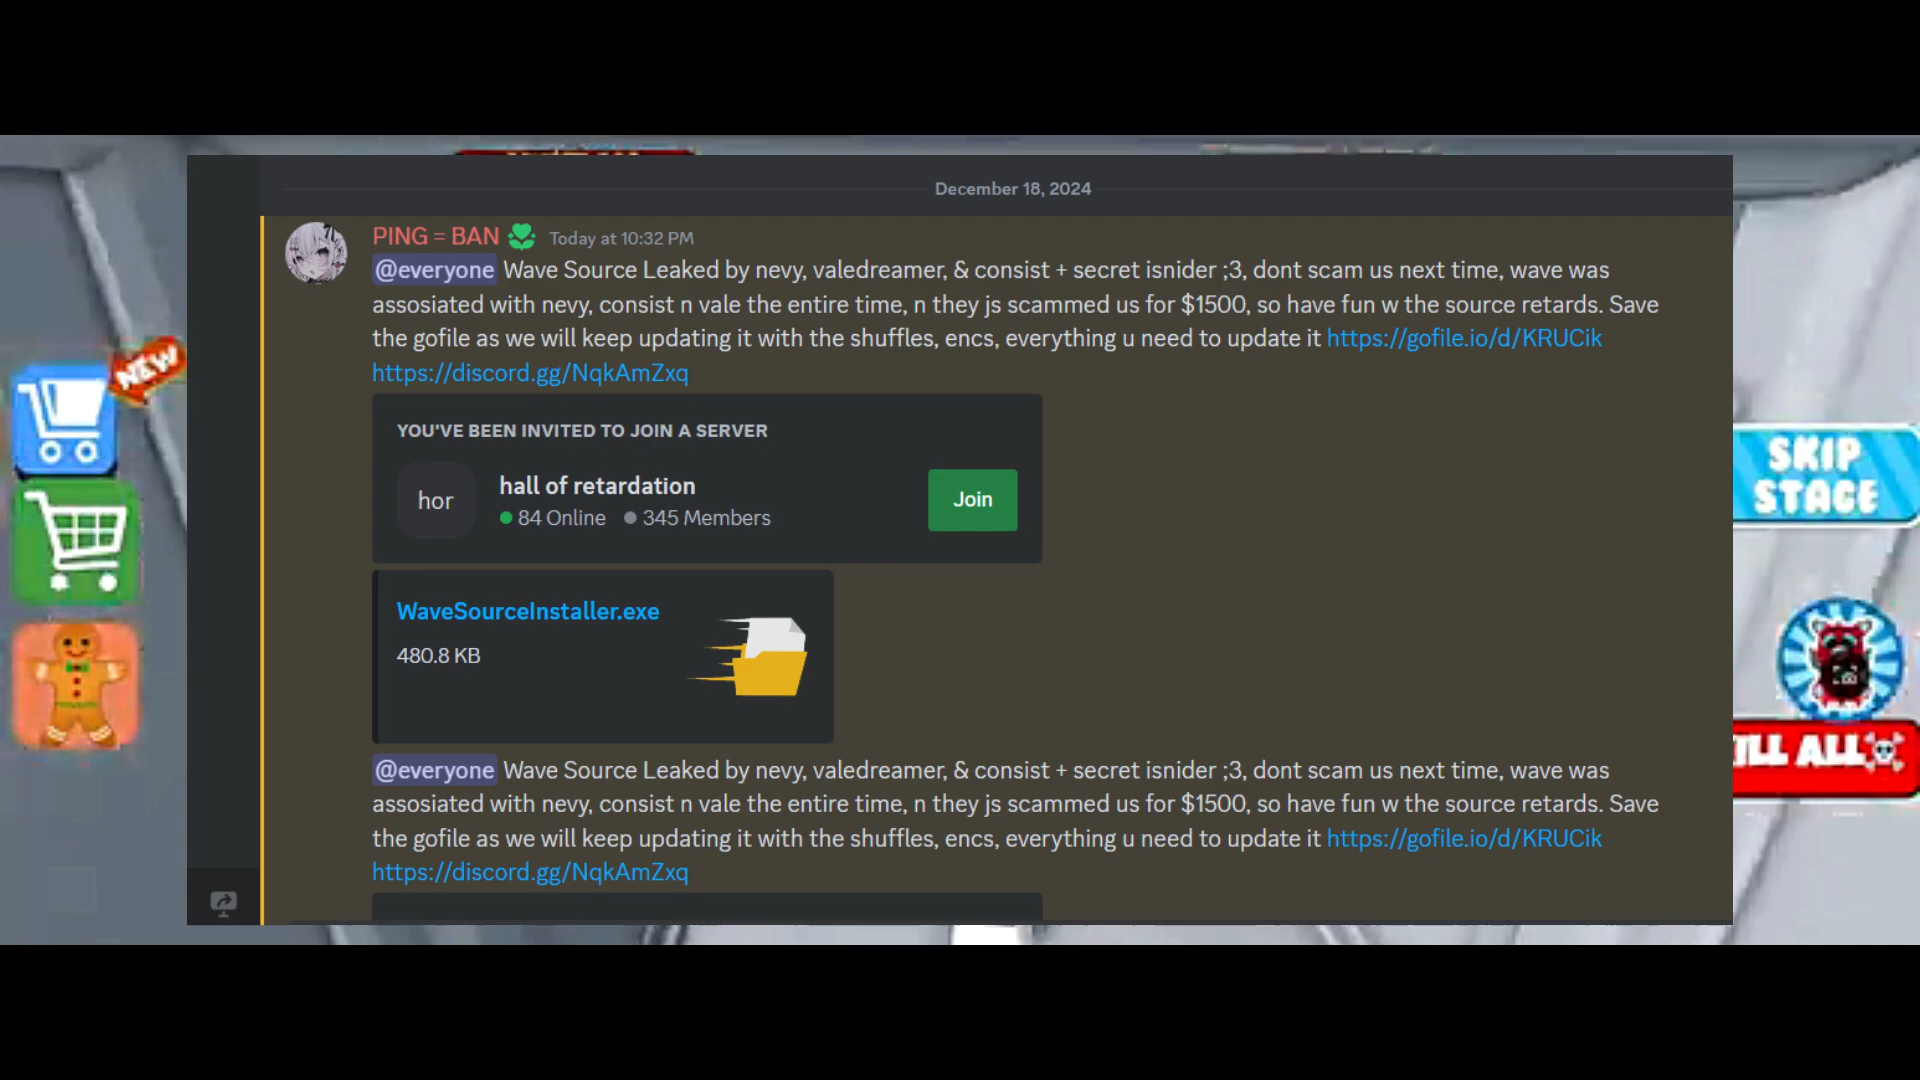 December 18, 2024
PING = BAN Today at 10:32 PM
@everyone Wave Source Leaked by nevy, valedreamer, & consist + secret isnider ;3, dont scam us next time, wave was
assosiated with nevy, consist n vale the entire time, n they js scammed us for $1500, so have fun w the source retards. Save
the gofile as we will keep updating it with the shuffles, encs, everything u need to update it https://gofile.io/d/KRUCik
https://discord.gg/NqkAmZxq
NEW
YOU'VE BEEN INVITED TO JOIN A SERVER
hor
hall of retardation
84 Online 345 Members
Join
SKIP
STAGE
WaveSourceInstaller.exe
480.8 KB
ILL ALL
@everyone Wave Source Leaked by nevy, valedreamer, & consist + secret isnider ;3, dont scam us next time, wave was
assosiated with nevy, consist n vale the entire time, n they js scammed us for $1500, so have fun w the source retards. Save
the gofile as we will keep updating it with the shuffles, encs, everything u need to update it https://gofile.io/d/KRUCik
https://discord.gg/NqkAmZxq